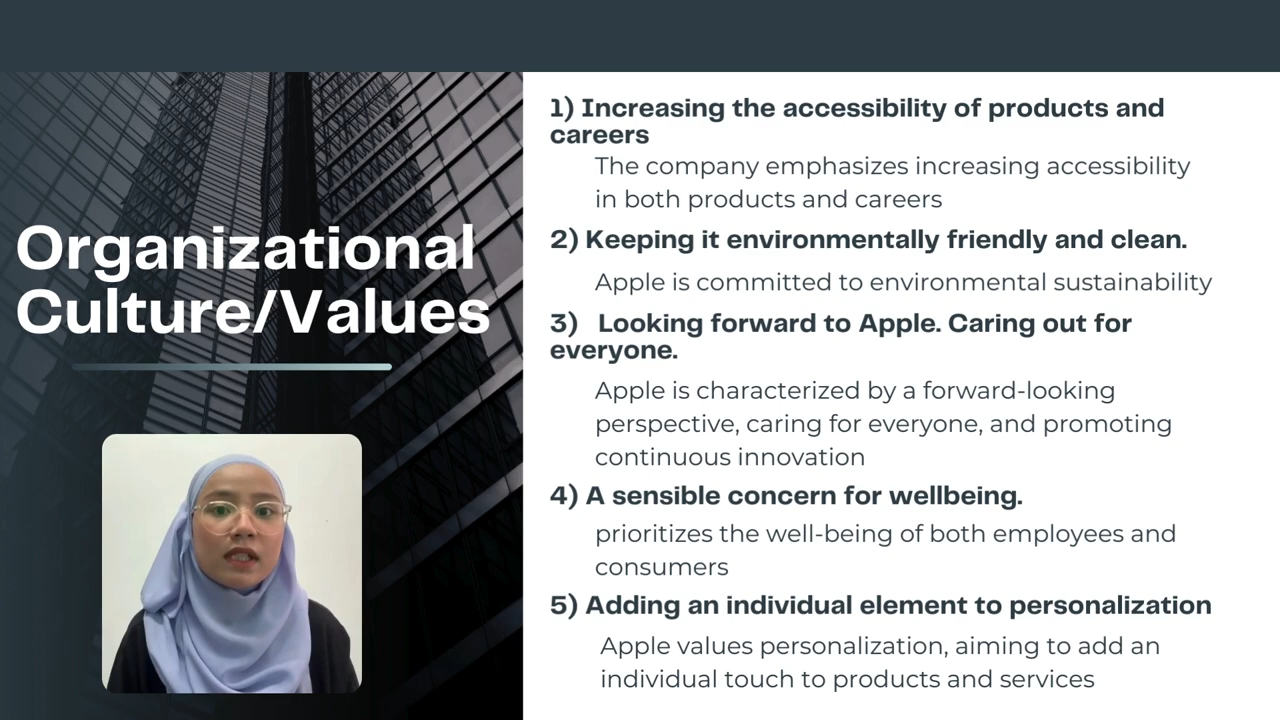 Organizational
Culture/Values
1) Increasing the accessibility of products and
careers
The company emphasizes increasing accessibility
in both products and careers
2) Keeping it environmentally friendly and clean.
Apple is committed to environmental sustainability
3) Looking forward to Apple. Caring out for
everyone.
Apple is characterized by a forward-looking
perspective, caring for everyone, and promoting
continuous innovation
4) A sensible concern for wellbeing.
prioritizes the well-being of both employees and
consumers
5) Adding an individual element to personalization
Apple values personalization, aiming to add an
individual touch to products and services